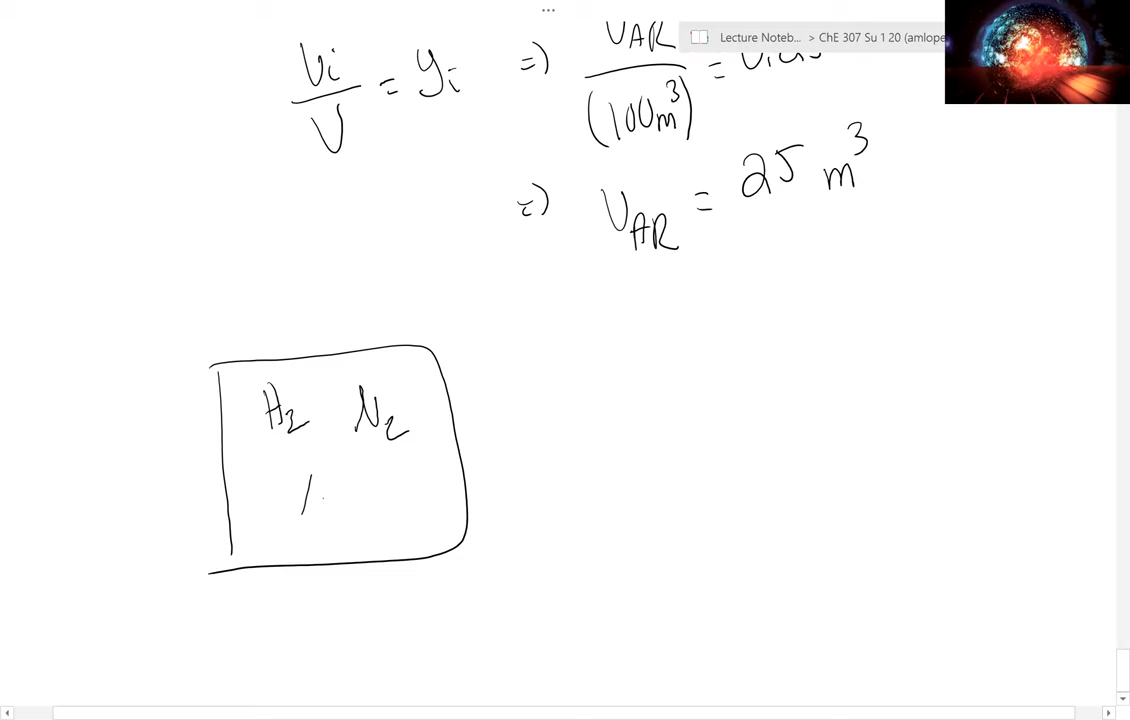 Lecture Noteb... > ChE 307 Su 1 20 (amlope
Vi/V = yi => VAR/(100m³) =
=> VAR = 25 m³
H2 N2